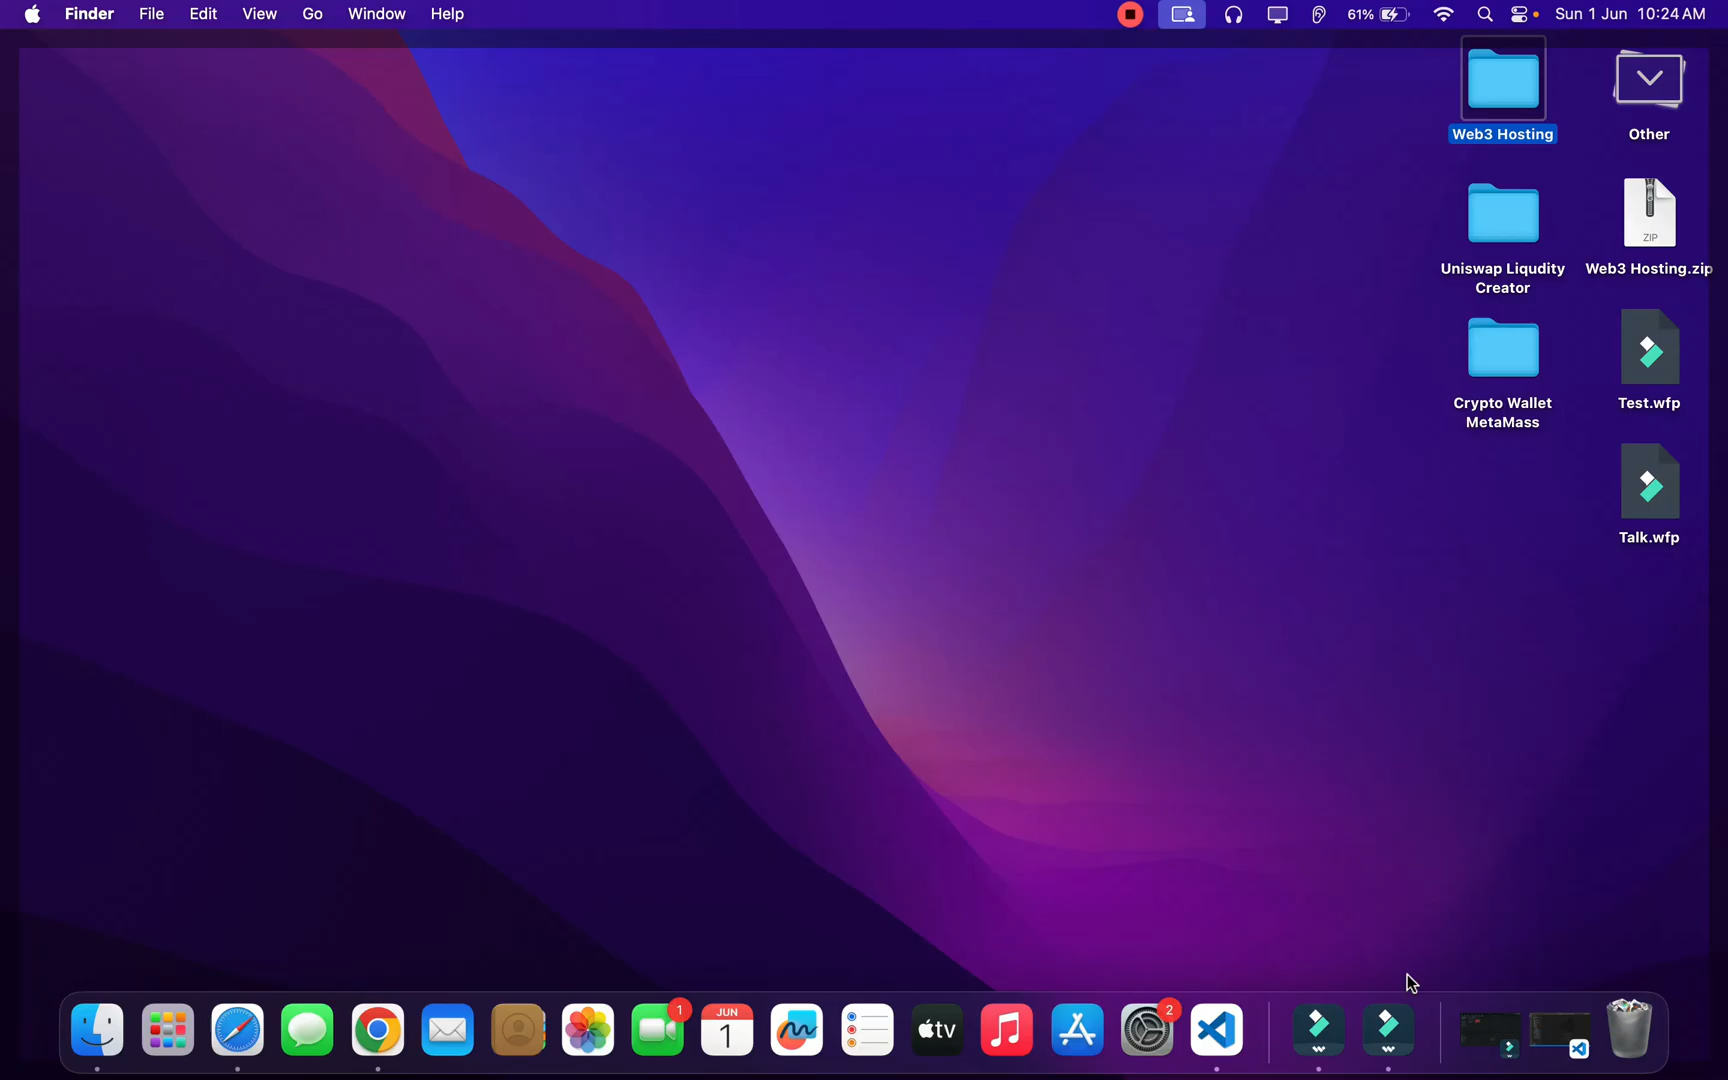 Finder File Edit View Go Window Help
61% Sun 1 Jun 10:24 AM
Web3 Hosting
Other
ZIP
Uniswap Liqudity
Creator
Web3 Hosting.zip
Crypto Wallet
MetaMass
Test.wfp
Talk.wfp
1
JUN
1
tv
2